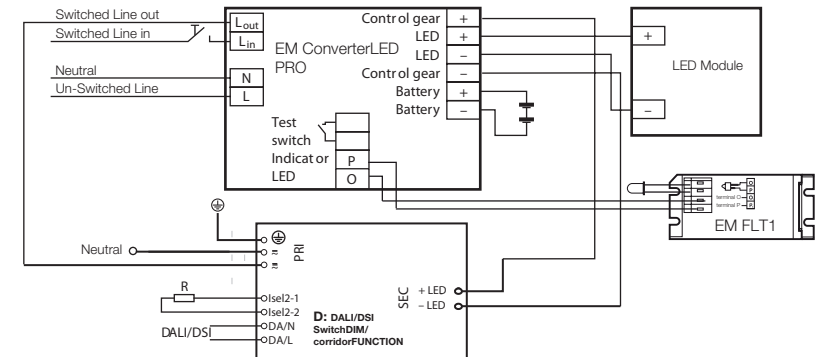 Switched Line out
Switched Line in
Neutral
Un-Switched Line
Lout
Lin
N
L
EM ConverterLED
PRO
Control gear +
LED +
LED –
Control gear –
Battery +
Battery –
Test
switch
Indicator
LED
P
O
LED Module
+
–
terminal O
terminal P
O
P
O
P
EM FLT1
Neutral
PRI
R
Isel2-1
Isel2-2
DA/N
DA/L
DALI/DSI
D: DALI/DSI
SwitchDIM/
corridorFUNCTION
SEC
+ LED
– LED